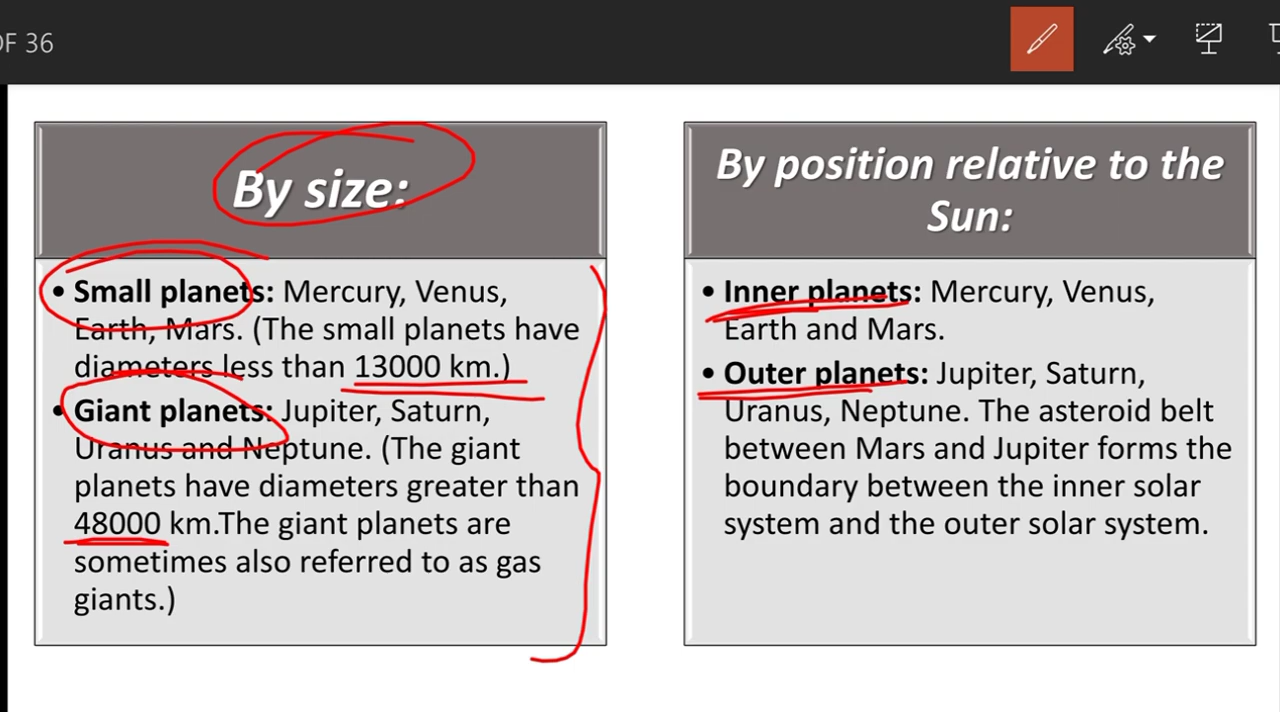 OF 36
By size:
• Small planets: Mercury, Venus,
Earth, Mars. (The small planets have
diameters less than 13000 km.)
• Giant planets: Jupiter, Saturn,
Uranus and Neptune. (The giant
planets have diameters greater than
48000 km.The giant planets are
sometimes also referred to as gas
giants.)
By position relative to the
Sun:
• Inner planets: Mercury, Venus,
Earth and Mars.
• Outer planets: Jupiter, Saturn,
Uranus, Neptune. The asteroid belt
between Mars and Jupiter forms the
boundary between the inner solar
system and the outer solar system.